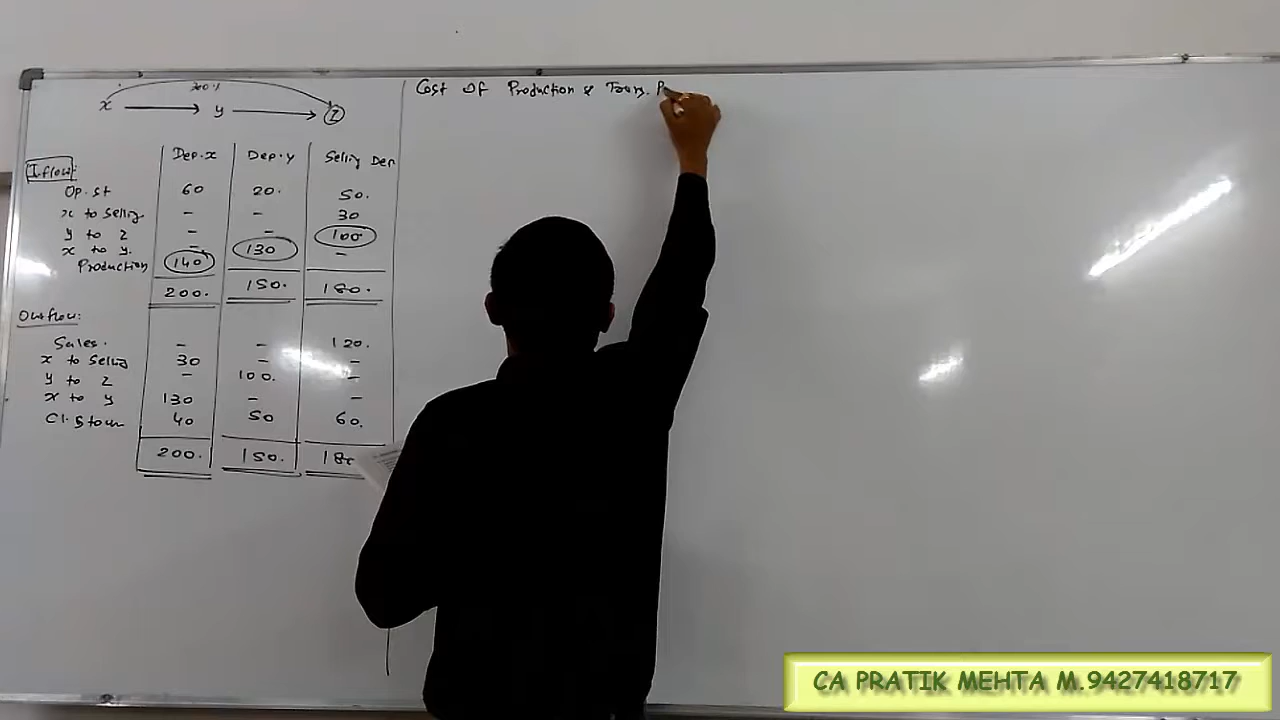 200%
x y Z
Dep.x Dep.y Selling Dep
Inflow:
Op.st 60 20. 50.
x to Selling - - 30
y to Z - - 100
x to y. - 130 -
Production 140
200. 150. 180.
Outflow:
Sales. - - 120.
x to Selling 30 - -
y to Z - 100. -
x to y 130 - -
Cl. Stock 40 50 60.
200. 150. 180
Cost Of Production & Trans. P
CA PRATIK MEHTA M.9427418717